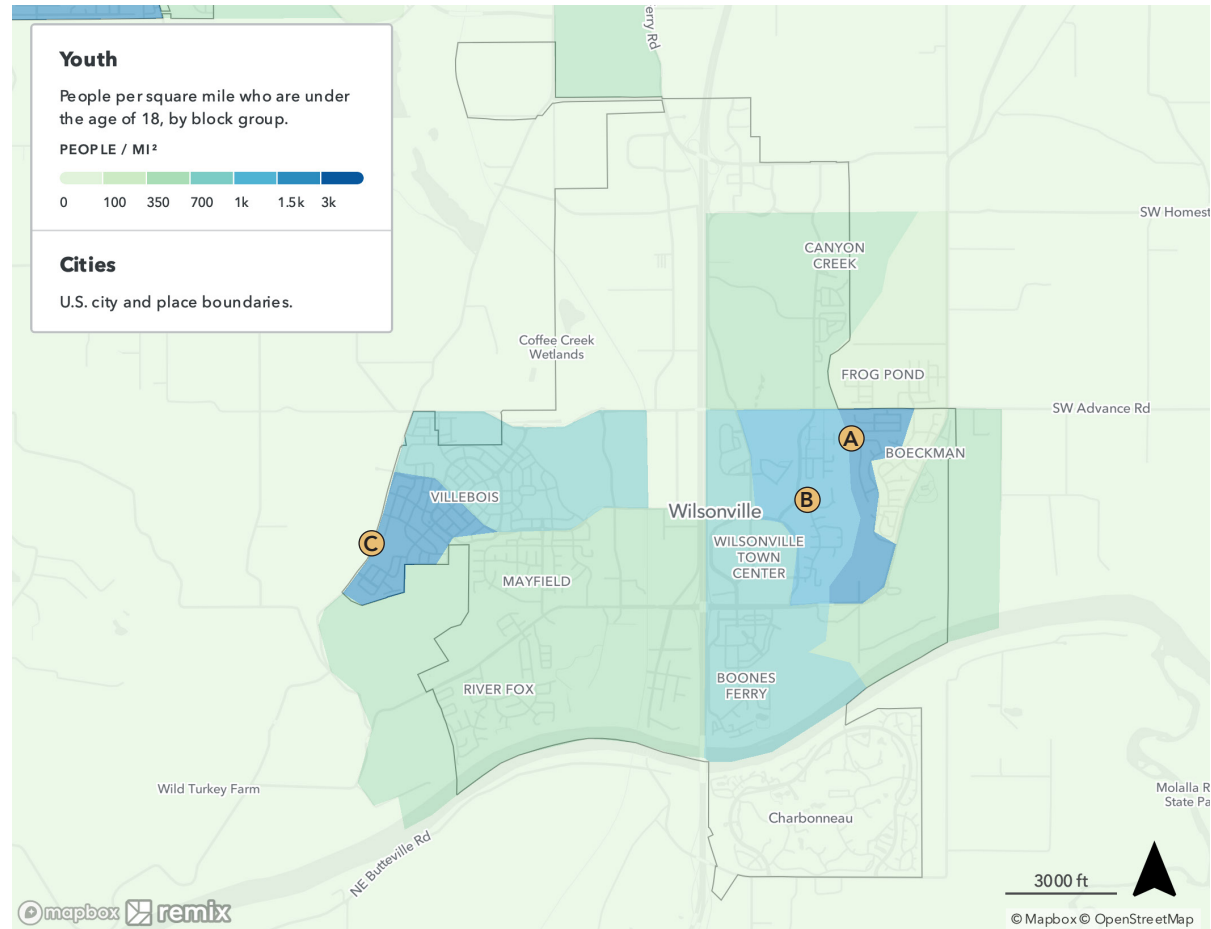 Youth
People per square mile who are under
the age of 18, by block group.
PEOPLE / MI²
0 100 350 700 1k 1.5k 3k
Cities
U.S. city and place boundaries.
erry Rd
SW Homest
CANYON
CREEK
Coffee Creek
Wetlands
FROG POND
SW Advance Rd
A
BOECKMAN
VILLEBOIS
B
Wilsonville
C
WILSONVILLE
TOWN
CENTER
MAYFIELD
RIVER FOX
BOONES
FERRY
Wild Turkey Farm
Molalla R
State Pa
Charbonneau
NE Butteville Rd
3000 ft
mapbox remix
© Mapbox © OpenStreetMap